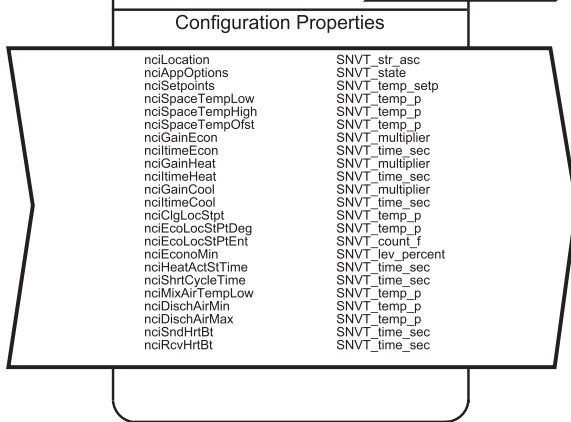 Configuration Properties
nciLocation SNVT_str_asc
nciAppOptions SNVT_state
nciSetpoints SNVT_temp_setp
nciSpaceTempLow SNVT_temp_p
nciSpaceTempHigh SNVT_temp_p
nciSpaceTempOfst SNVT_temp_p
nciGainEcon SNVT_multiplier
nciItimeEcon SNVT_time_sec
nciGainHeat SNVT_multiplier
nciItimeHeat SNVT_time_sec
nciGainCool SNVT_multiplier
nciItimeCool SNVT_time_sec
nciClgLocStpt SNVT_temp_p
nciEcoLocStPtDeg SNVT_temp_p
nciEcoLocStPtEnt SNVT_count_f
nciEconoMin SNVT_lev_percent
nciHeatActStTime SNVT_time_sec
nciShrtCycleTime SNVT_time_sec
nciMixAirTempLow SNVT_temp_p
nciDischAirMin SNVT_temp_p
nciDischAirMax SNVT_temp_p
nciSndHrtBt SNVT_time_sec
nciRcvHrtBt SNVT_time_sec